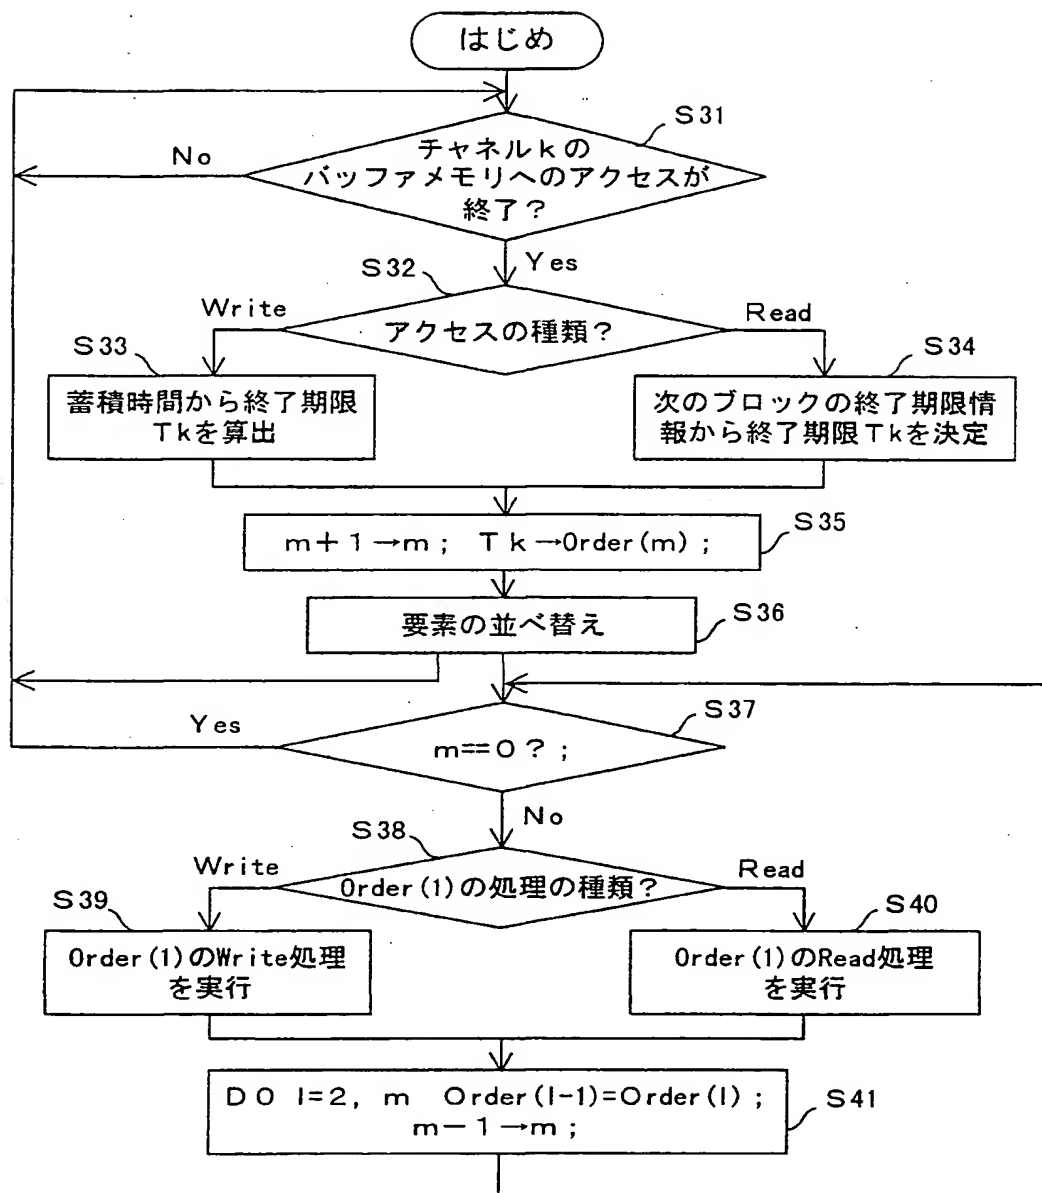 はじめ
S31
No
チャネルkの
バッファメモリへのアクセスが
終了?
Yes
S32
Write
アクセスの種類?
Read
S33
蓄積時間から終了期限
Tkを算出
S34
次のブロックの終了期限情
報から終了期限Tkを決定
S35
m+1→m; Tk→Order(m);
S36
要素の並べ替え
S37
Yes
m==0?;
No
S38
Write
Order(1)の処理の種類?
Read
S39
Order(1)のWrite処理
を実行
S40
Order(1)のRead処理
を実行
S41
DO l=2, m Order(l-1)=Order(l);
m-1→m;